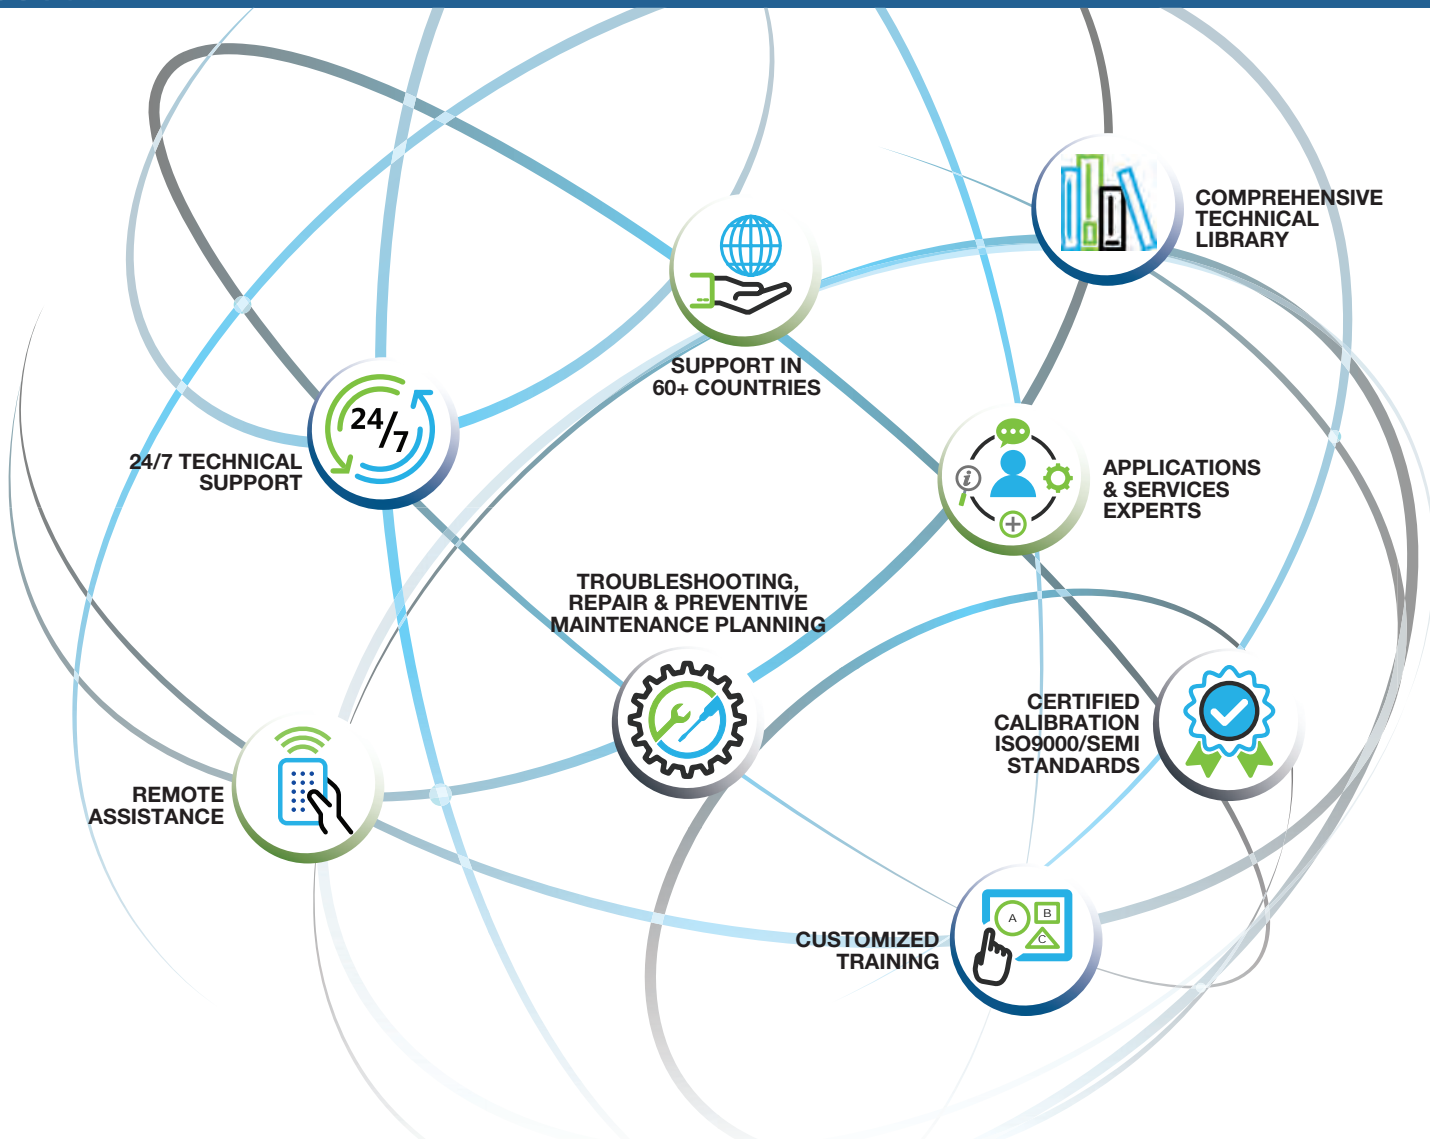 COMPREHENSIVE
TECHNICAL
LIBRARY
SUPPORT IN
60+ COUNTRIES
24/7
24/7 TECHNICAL
SUPPORT
i
APPLICATIONS
& SERVICES
EXPERTS
TROUBLESHOOTING,
REPAIR & PREVENTIVE
MAINTENANCE PLANNING
CERTIFIED
CALIBRATION
ISO9000/SEMI
STANDARDS
REMOTE
ASSISTANCE
A
B
C
CUSTOMIZED
TRAINING